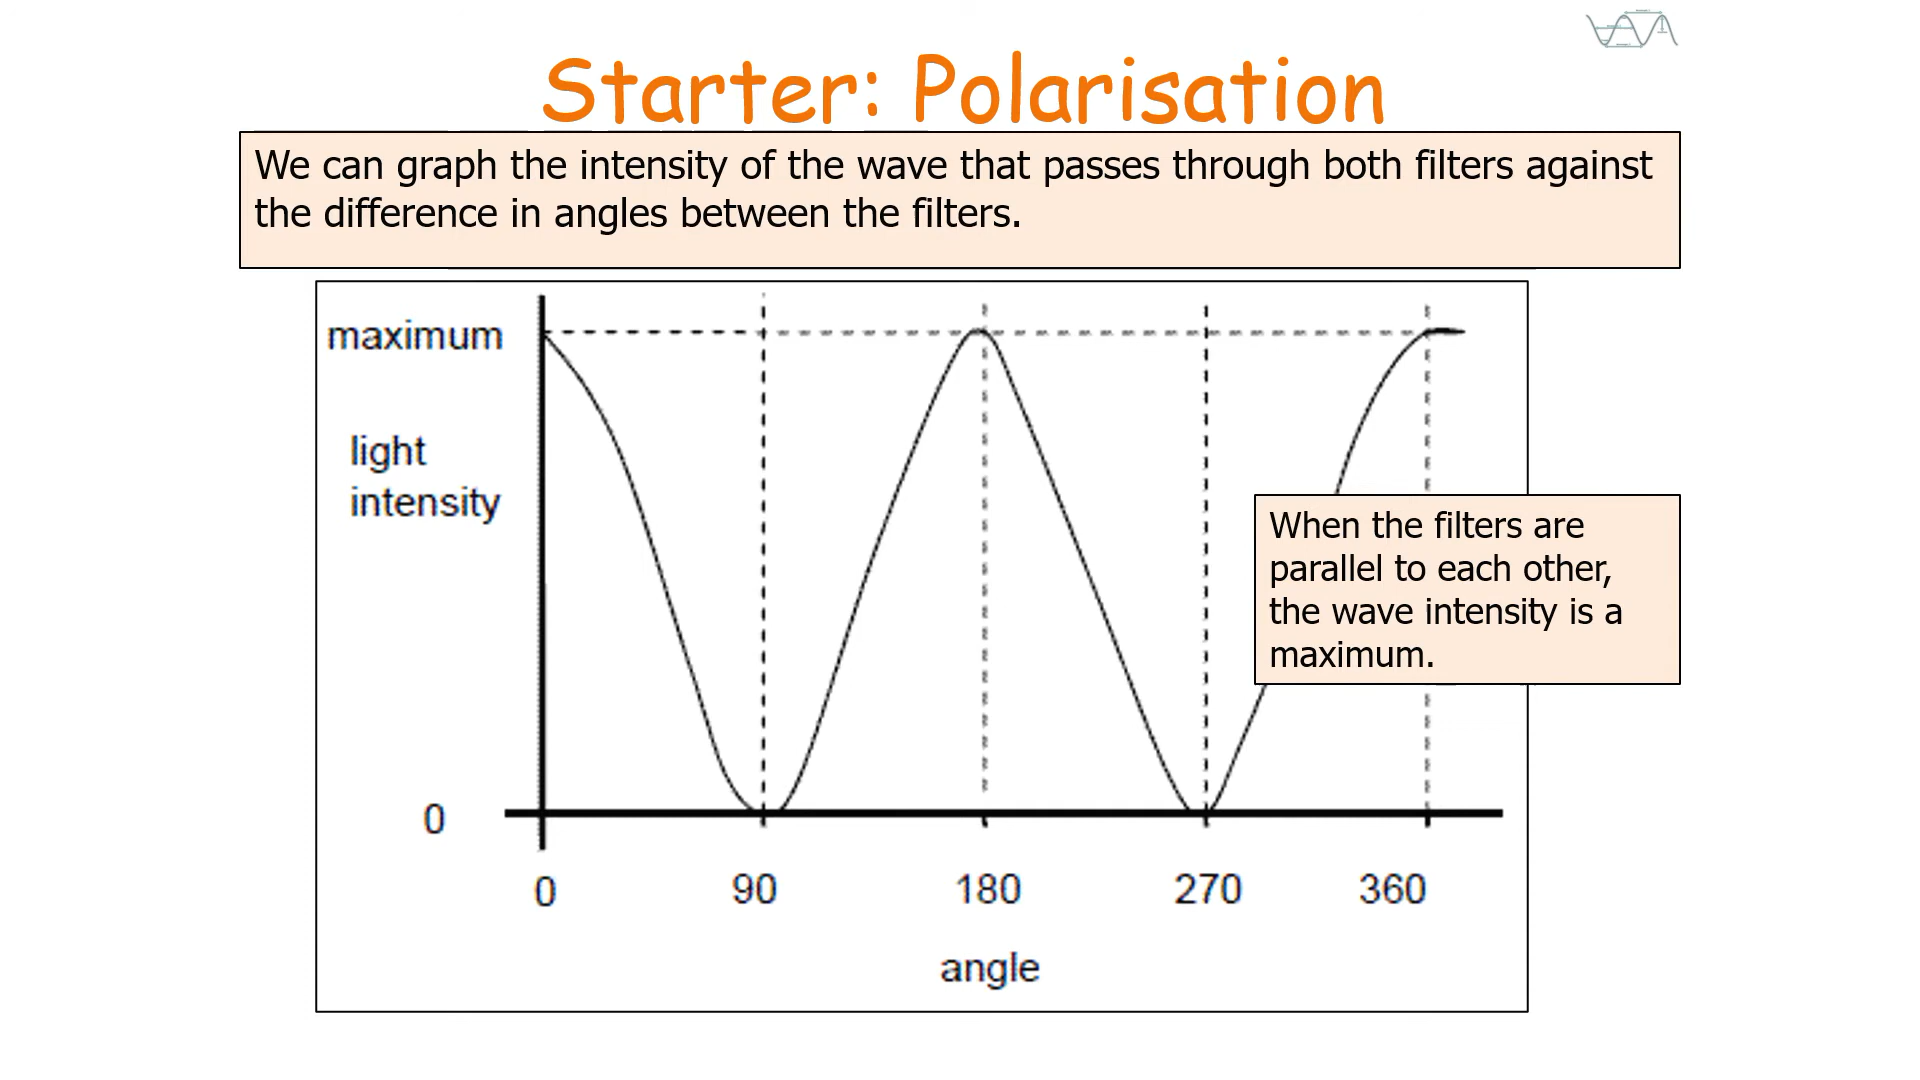 Starter: Polarisation
We can graph the intensity of the wave that passes through both filters against
the difference in angles between the filters.
maximum
light
intensity
When the filters are
parallel to each other,
the wave intensity is a
maximum.
0
0 90 180 270 360
angle